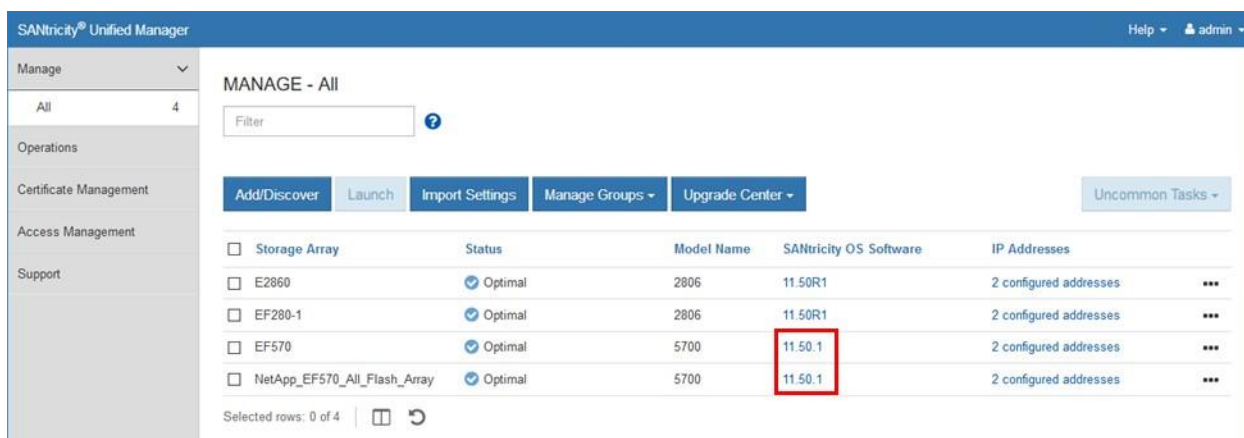 SANtricity® Unified Manager
Help
admin
Manage
All 4
Operations
Certificate Management
Access Management
Support
MANAGE - All
Filter
Add/Discover Launch Import Settings Manage Groups Upgrade Center Uncommon Tasks
Storage Array Status Model Name SANtricity OS Software IP Addresses
E2860 Optimal 2806 11.50R1 2 configured addresses
EF280-1 Optimal 2806 11.50R1 2 configured addresses
EF570 Optimal 5700 11.50.1 2 configured addresses
NetApp_EF570_All_Flash_Array Optimal 5700 11.50.1 2 configured addresses
Selected rows: 0 of 4